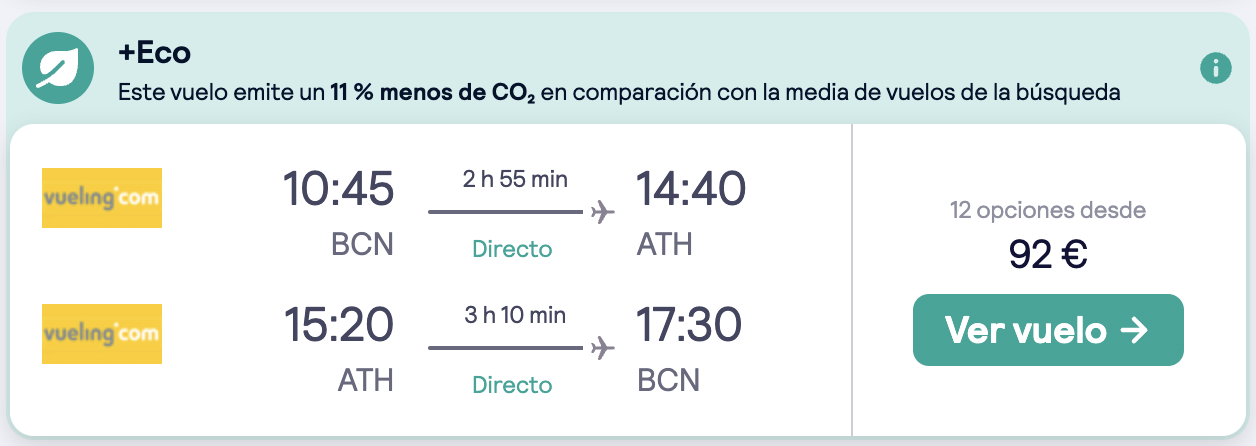 +Eco
Este vuelo emite un 11 % menos de CO₂ en comparación con la media de vuelos de la búsqueda
vueling.com
10:45
2 h 55 min
14:40
BCN
Directo
ATH
vueling.com
15:20
3 h 10 min
17:30
ATH
Directo
BCN
12 opciones desde
92 €
Ver vuelo →